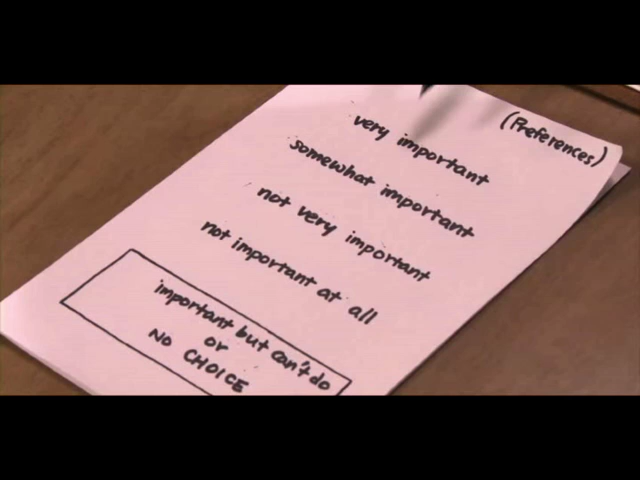 (Preferences)
very important
somewhat important
not very important
not important at all
important but can't do
or
NO CHOICE